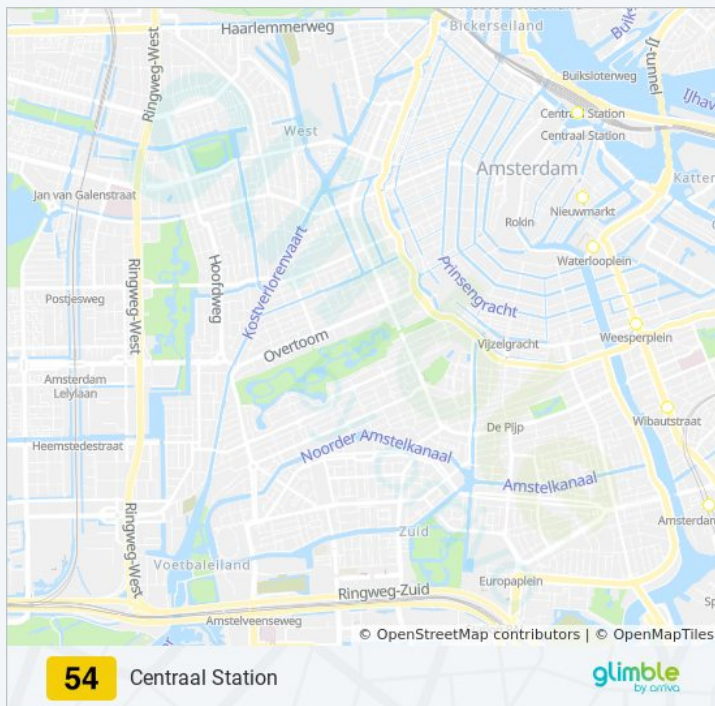 Haarlemmerweg
Bickerseiland
Ringweg-West
IJ-tunnel
Buiksloterweg
Centraal Station
Centraal Station
West
Amsterdam
Jan van Galenstraat
Nieuwmarkt
Rokin
Waterlooplein
Kostverlorenvaart
Hoofdweg
Ringweg-West
Prinsengracht
Postjesweg
Overtoom
Vijzelgracht
Weesperplein
Amsterdam
Lelylaan
Wibautstraat
De Pijp
Heemstedestraat
Noorder Amstelkanaal
Amstelkanaal
Ringweg-West
Amsterdam
Zuid
Voetbaleiland
Europaplein
Ringweg-Zuid
Amstelveenseweg
© OpenStreetMap contributors | © OpenMapTiles
54 Centraal Station
glimble
by arriva